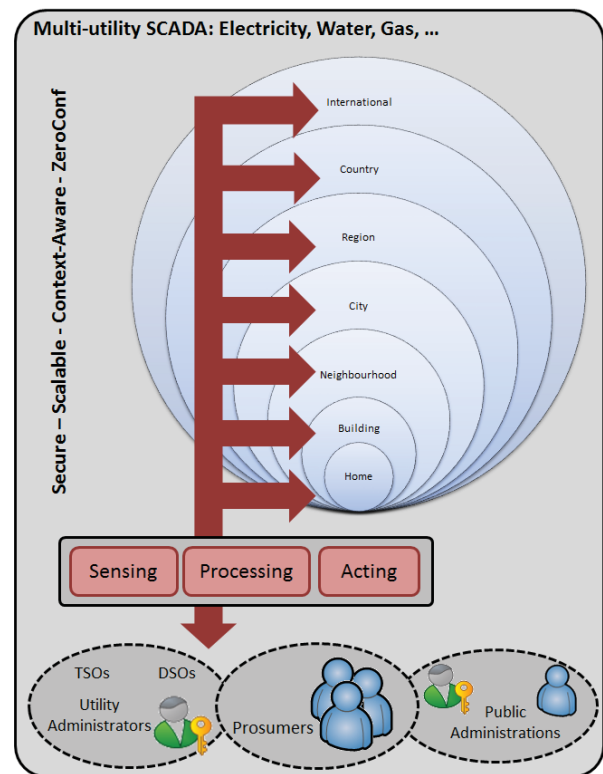 Multi-utility SCADA: Electricity, Water, Gas, …
Secure – Scalable - Context-Aware - ZeroConf
International
Country
Region
City
Neighbourhood
Building
Home
Sensing
Processing
Acting
TSOs
DSOs
Utility
Administrators
Prosumers
Public
Administrations